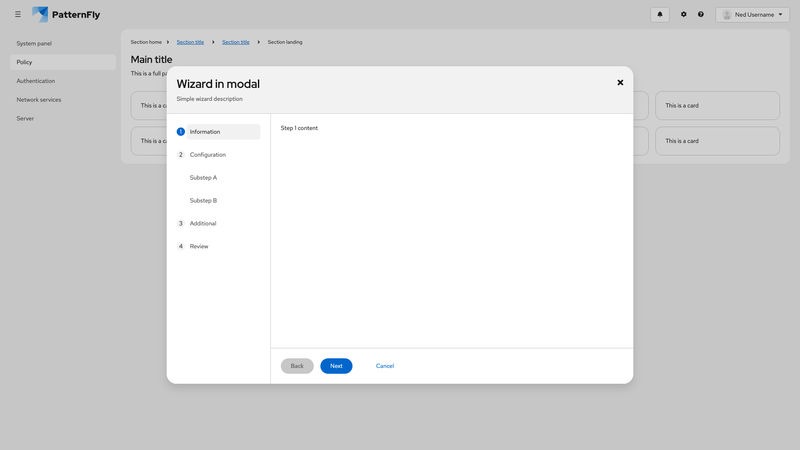 PatternFly
Ned Username
System panel
Policy
Authentication
Network services
Server
Section home
Section title
Section title
Section landing
Main title
This is a full pa
This is a ca
This is a card
This is a ca
This is a card
Wizard in modal
Simple wizard description
1 Information
2 Configuration
Substep A
Substep B
3 Additional
4 Review
Step 1 content
Back
Next
Cancel